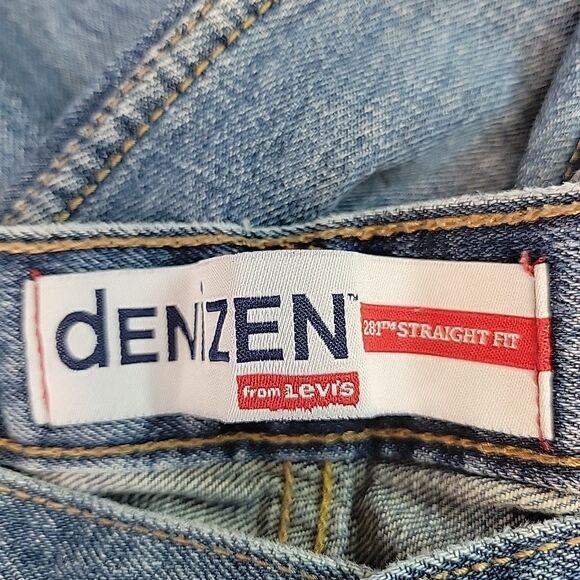 dENiZEN™
281™ STRAIGHT FIT
from Levi's